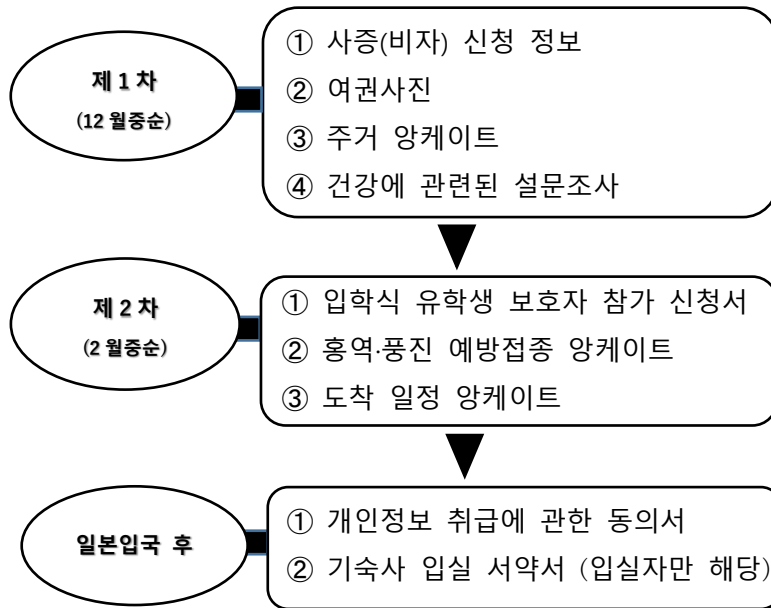 제 1 차
(12 월중순)
① 사증(비자) 신청 정보
② 여권사진
③ 주거 앙케이트
④ 건강에 관련된 설문조사
제 2 차
(2 월중순)
① 입학식 유학생 보호자 참가 신청서
② 홍역·풍진 예방접종 앙케이트
③ 도착 일정 앙케이트
일본입국 후
① 개인정보 취급에 관한 동의서
② 기숙사 입실 서약서 (입실자만 해당)